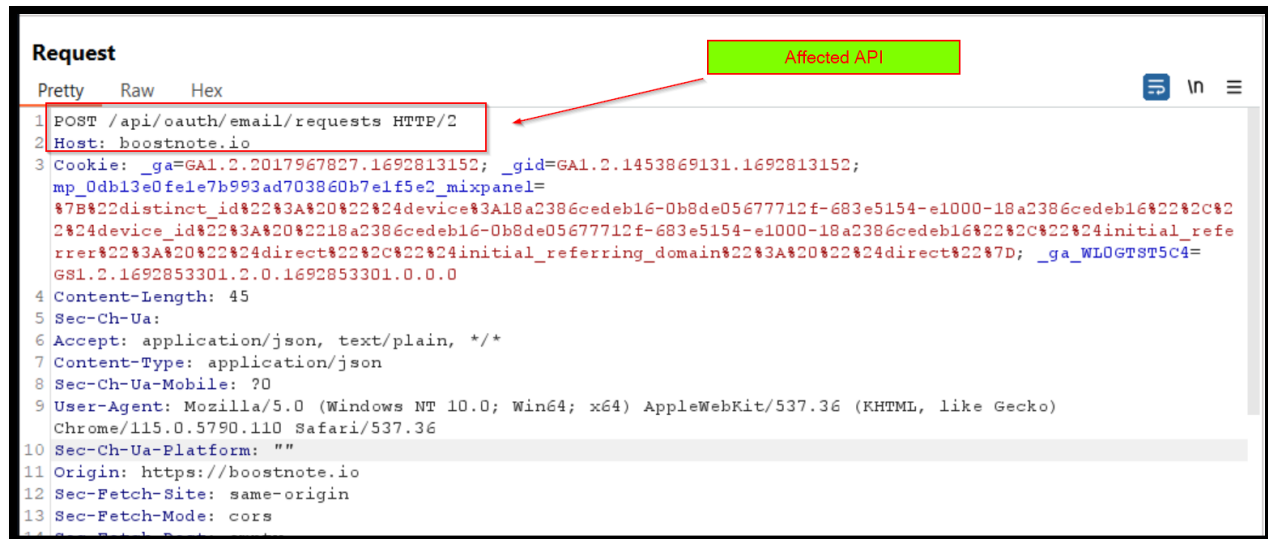 Request
Affected API
Pretty Raw Hex
\n
1 POST /api/oauth/email/requests HTTP/2
2 Host: boostnote.io
3 Cookie: _ga=GA1.2.2017967827.1692813152; _gid=GA1.2.1453869131.1692813152;
mp_0db13e0fe1e7b993ad703860b7e1f5e2_mixpanel=
%7B%22distinct_id%22%3A%20%22%24device%3A18a2386cedeb16-0b8de05677712f-683e5154-e1000-18a2386cedeb16%22%2C%2
2%24device_id%22%3A%20%2218a2386cedeb16-0b8de05677712f-683e5154-e1000-18a2386cedeb16%22%2C%22%24initial_refe
rrer%22%3A%20%22%24direct%22%2C%22%24initial_referring_domain%22%3A%20%22%24direct%22%7D; _ga_WL0GTST5C4=
GS1.2.1692853301.2.0.1692853301.0.0.0
4 Content-Length: 45
5 Sec-Ch-Ua:
6 Accept: application/json, text/plain, */*
7 Content-Type: application/json
8 Sec-Ch-Ua-Mobile: ?0
9 User-Agent: Mozilla/5.0 (Windows NT 10.0; Win64; x64) AppleWebKit/537.36 (KHTML, like Gecko)
Chrome/115.0.5790.110 Safari/537.36
10 Sec-Ch-Ua-Platform: ""
11 Origin: https://boostnote.io
12 Sec-Fetch-Site: same-origin
13 Sec-Fetch-Mode: cors